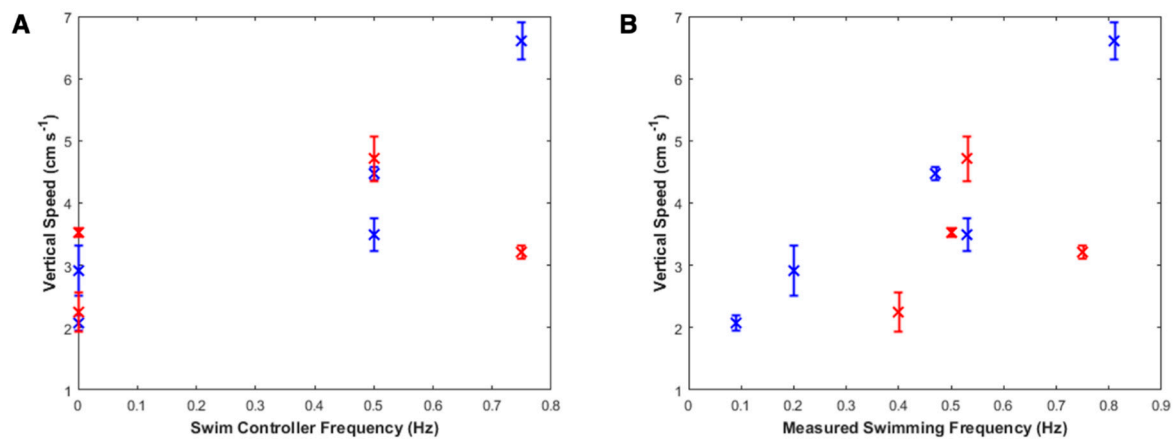 A
7
6
5
4
3
2
1
Vertical Speed (cm s-1)
0 0.1 0.2 0.3 0.4 0.5 0.6 0.7 0.8
Swim Controller Frequency (Hz)
B
7
6
5
4
3
2
1
Vertical Speed (cm s-1)
0 0.1 0.2 0.3 0.4 0.5 0.6 0.7 0.8 0.9
Measured Swimming Frequency (Hz)